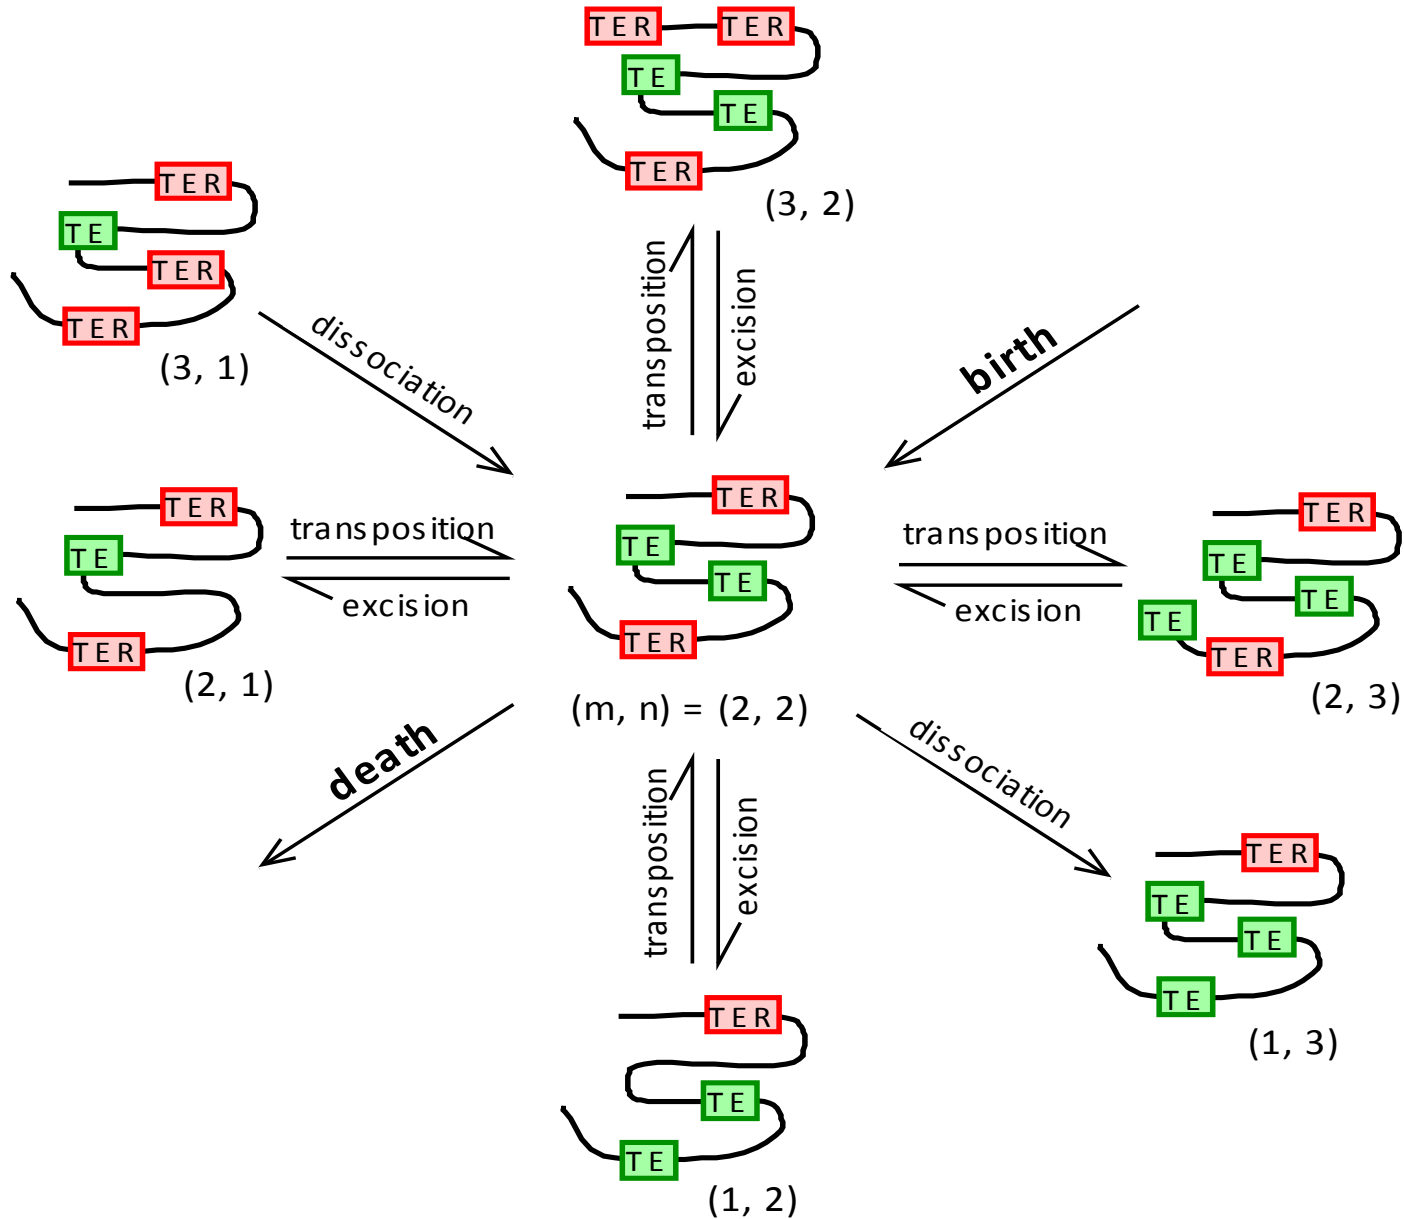 TER TER
TE
TE
TER
(3, 2)
TER
TE
TER
TER
(3, 1)
dissociation
transposition
excision
birth
TER
TE
TER
(2, 1)
transposition
excision
TER
TE
TE
TER
(m, n) = (2, 2)
transposition
excision
TER
TE
TE
TE
TER
(2, 3)
death
transposition
excision
dissociation
TER
TE
TE
TE
(1, 3)
TER
TE
TE
(1, 2)